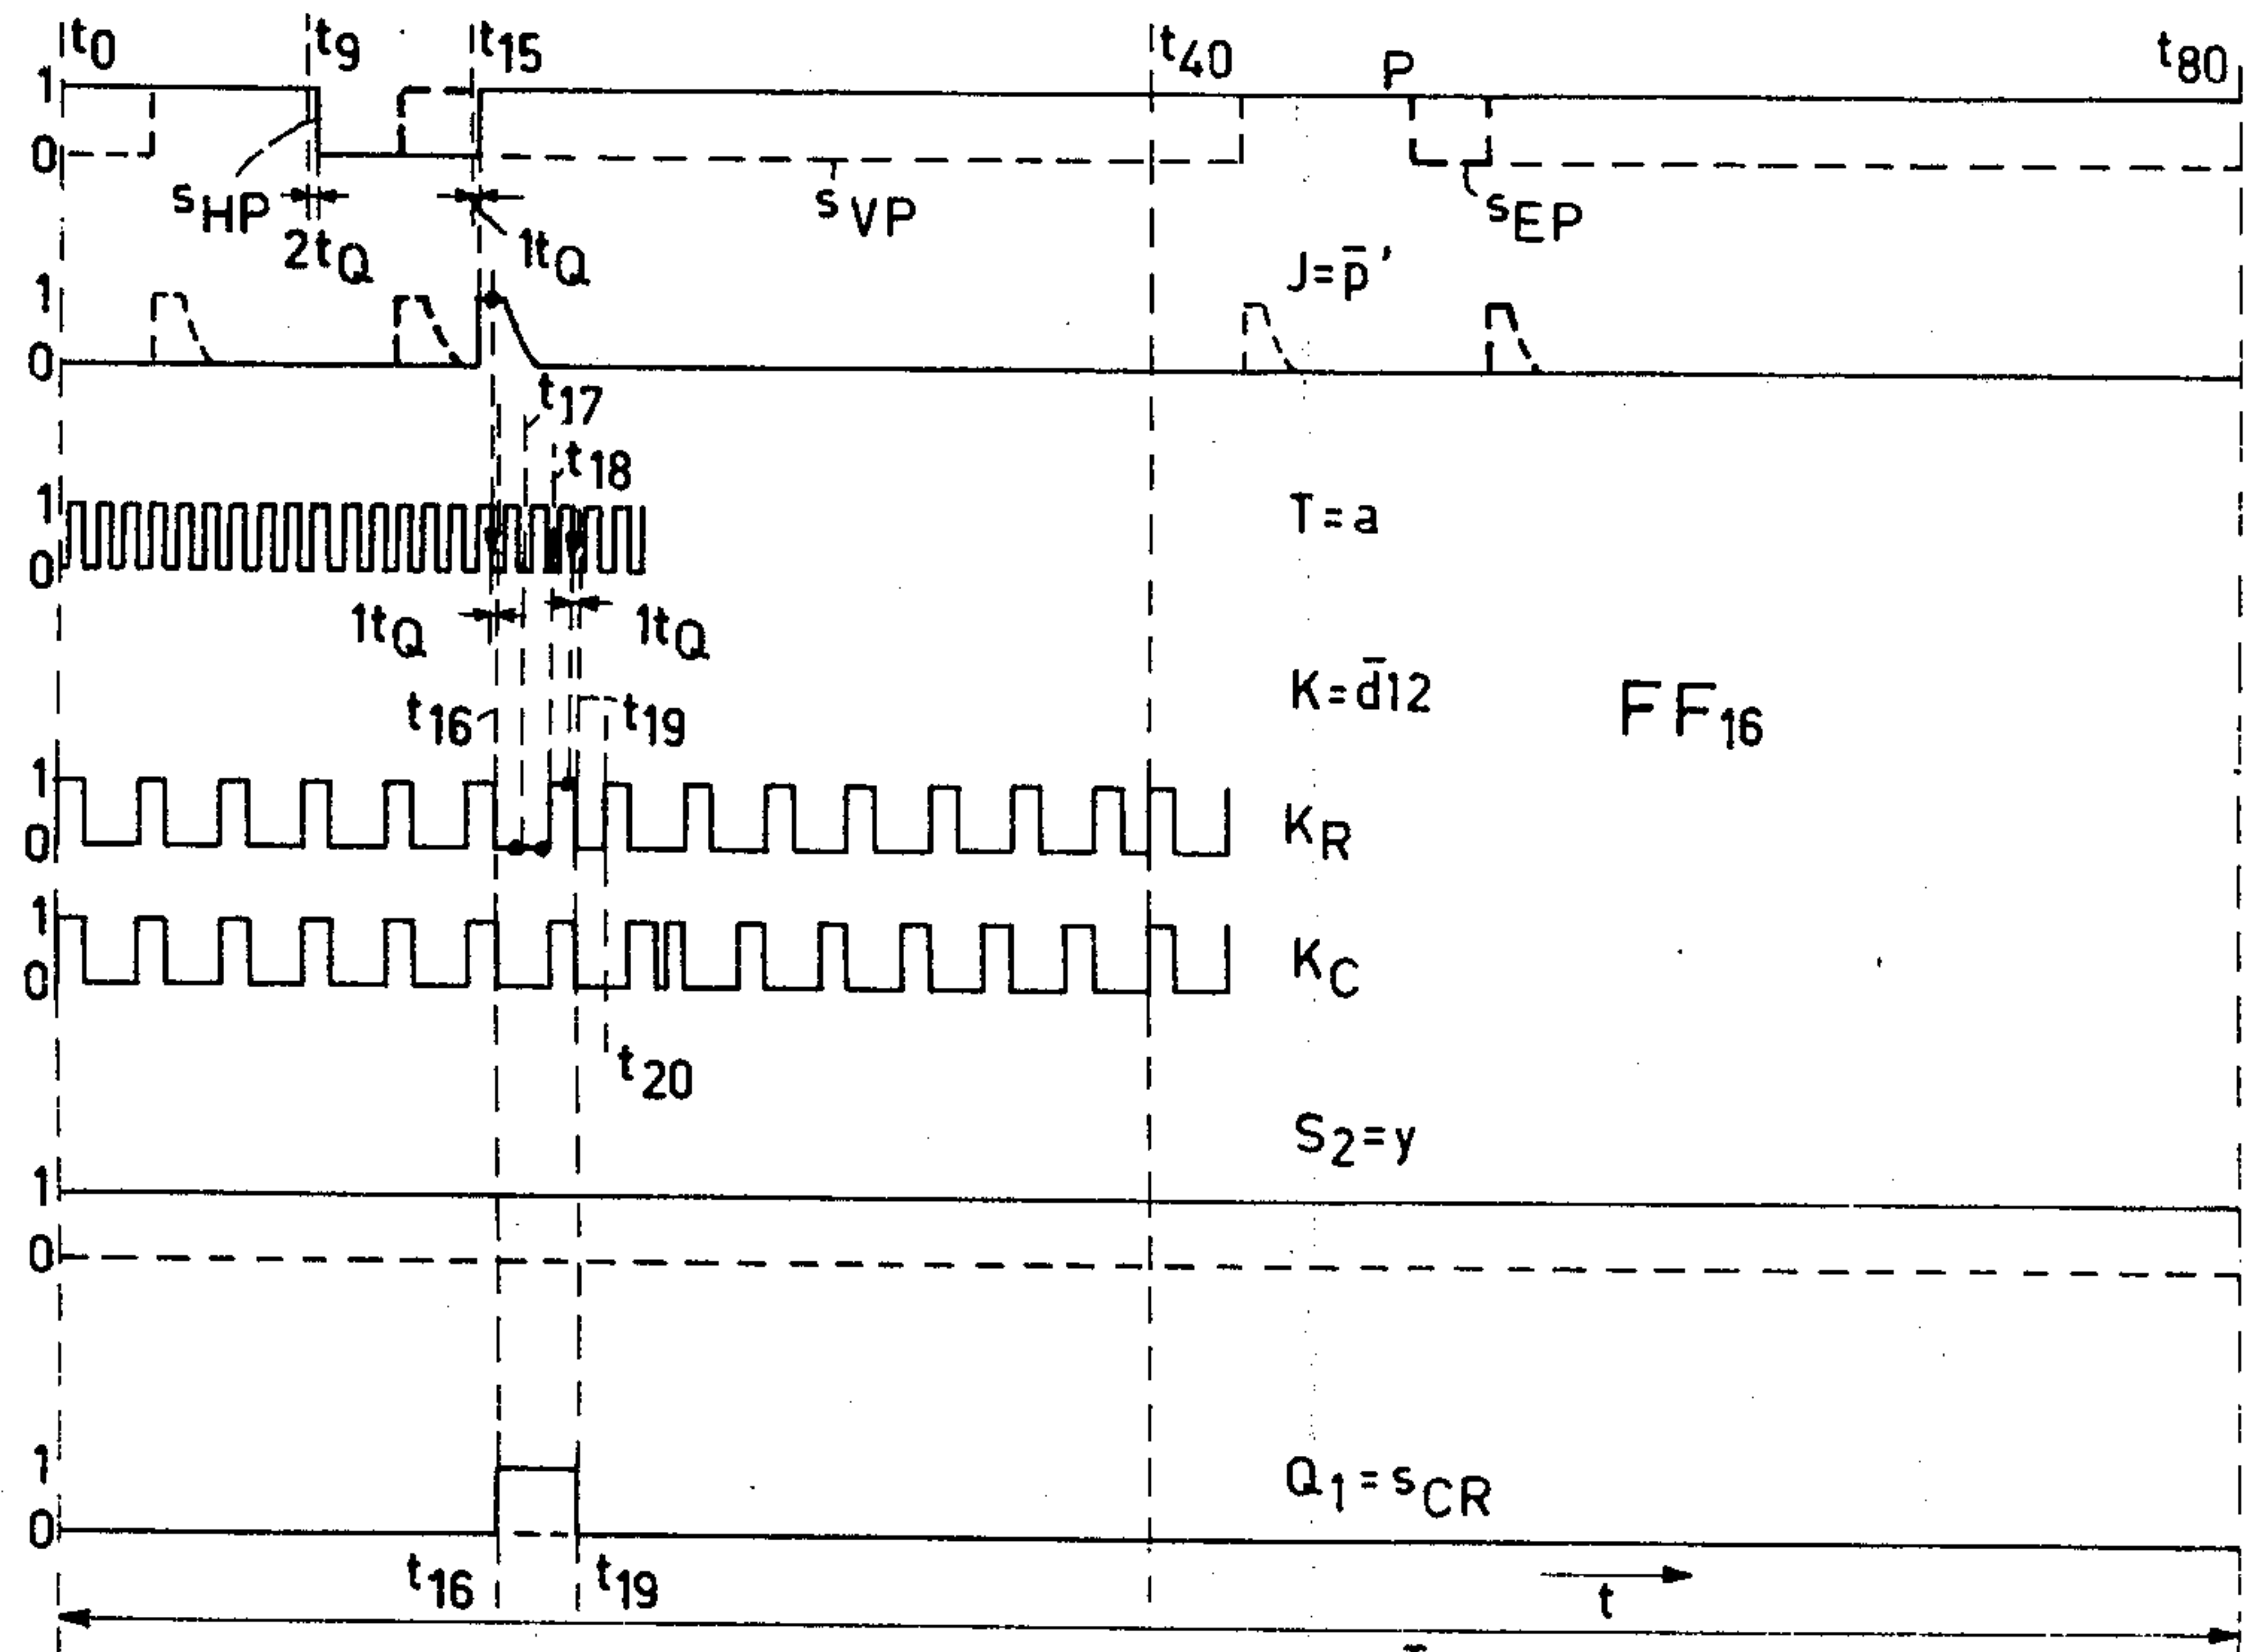 t0 t9 t15 t40 P t80
1
0
sHP 2tQ 1tQ sVP sEP
J=p̄'
1
0
t17
t18
1
0
T=a
1tQ 1tQ
K=d̄12 FF16
t16 t19
1
0
KR
1
0
KC
t20
S2=y
1
0
1
0
Q1=sCR
t16 t19
t